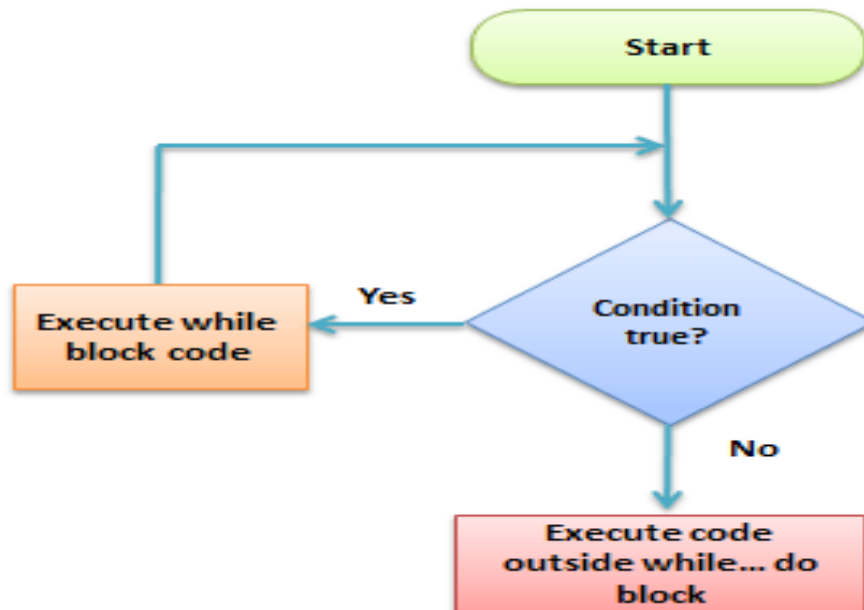 Start
Condition
true?
Yes
Execute while
block code
No
Execute code
outside while... do
block